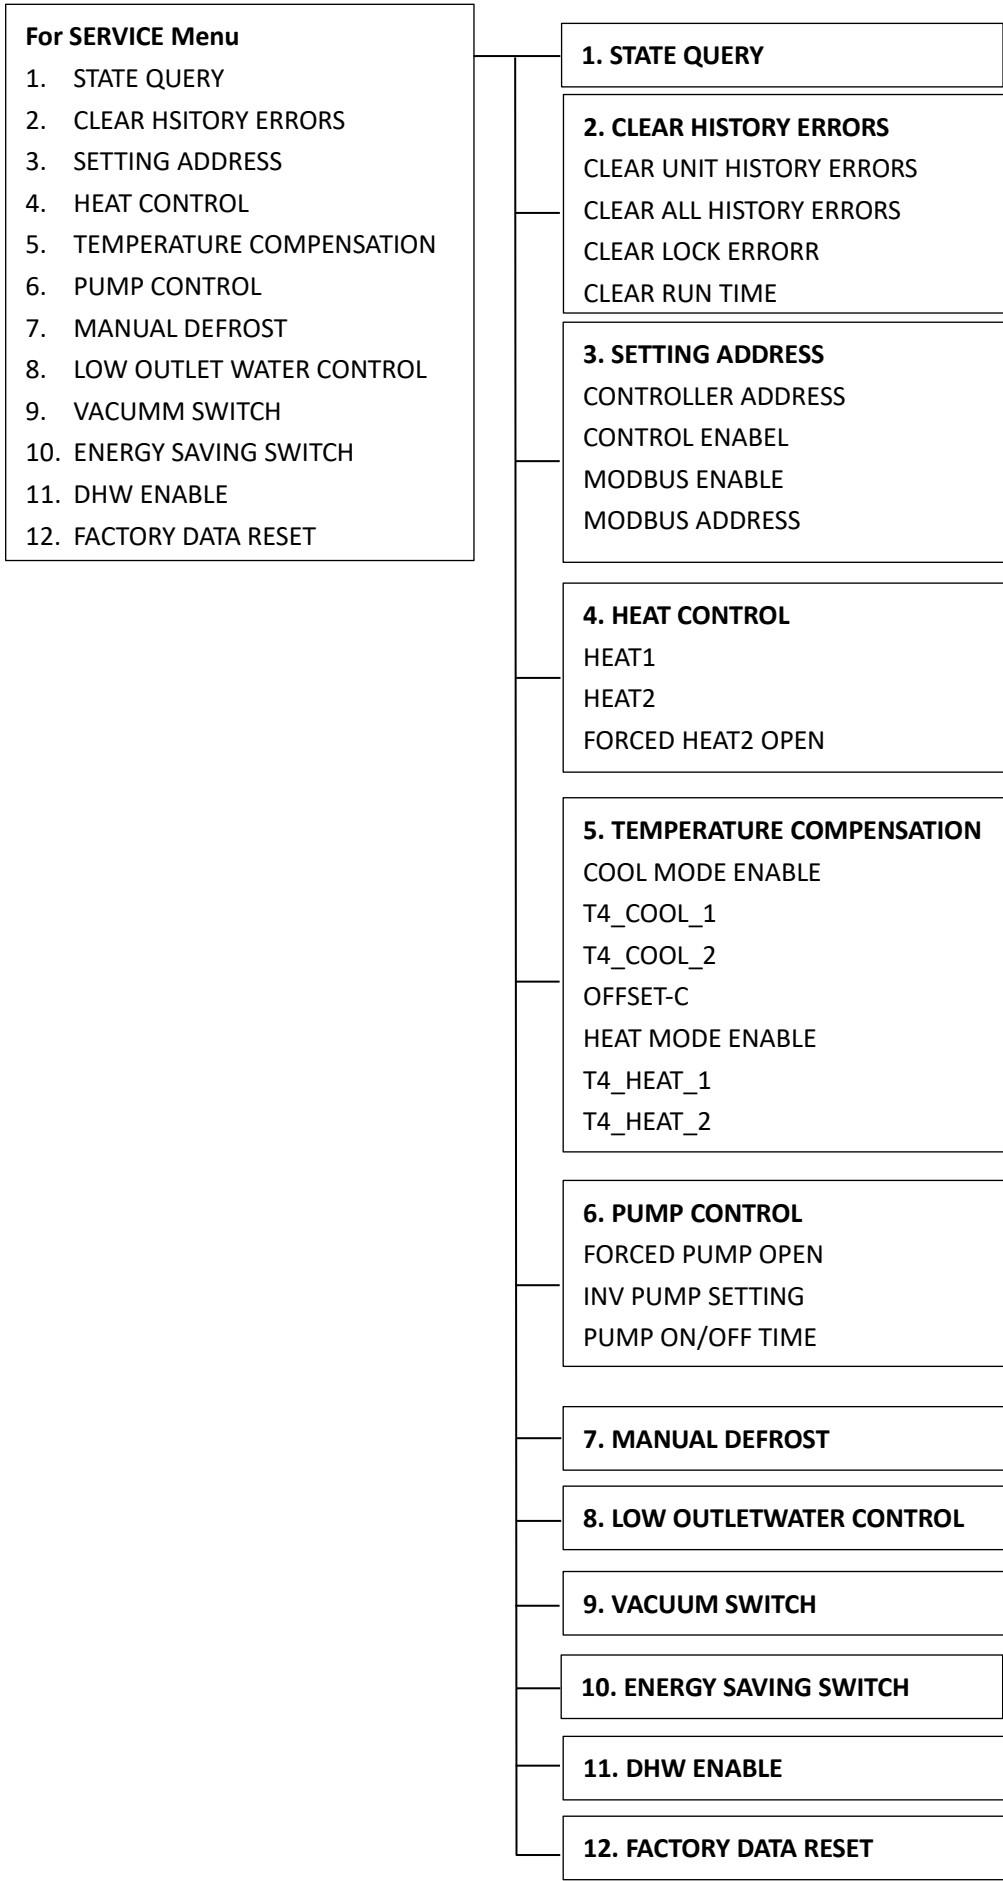 For SERVICE Menu
1. STATE QUERY
2. CLEAR HSITORY ERRORS
3. SETTING ADDRESS
4. HEAT CONTROL
5. TEMPERATURE COMPENSATION
6. PUMP CONTROL
7. MANUAL DEFROST
8. LOW OUTLET WATER CONTROL
9. VACUMM SWITCH
10. ENERGY SAVING SWITCH
11. DHW ENABLE
12. FACTORY DATA RESET
1. STATE QUERY
2. CLEAR HISTORY ERRORS
CLEAR UNIT HISTORY ERRORS
CLEAR ALL HISTORY ERRORS
CLEAR LOCK ERRORR
CLEAR RUN TIME
3. SETTING ADDRESS
CONTROLLER ADDRESS
CONTROL ENABEL
MODBUS ENABLE
MODBUS ADDRESS
4. HEAT CONTROL
HEAT1
HEAT2
FORCED HEAT2 OPEN
5. TEMPERATURE COMPENSATION
COOL MODE ENABLE
T4_COOL_1
T4_COOL_2
OFFSET-C
HEAT MODE ENABLE
T4_HEAT_1
T4_HEAT_2
6. PUMP CONTROL
FORCED PUMP OPEN
INV PUMP SETTING
PUMP ON/OFF TIME
7. MANUAL DEFROST
8. LOW OUTLETWATER CONTROL
9. VACUUM SWITCH
10. ENERGY SAVING SWITCH
11. DHW ENABLE
12. FACTORY DATA RESET